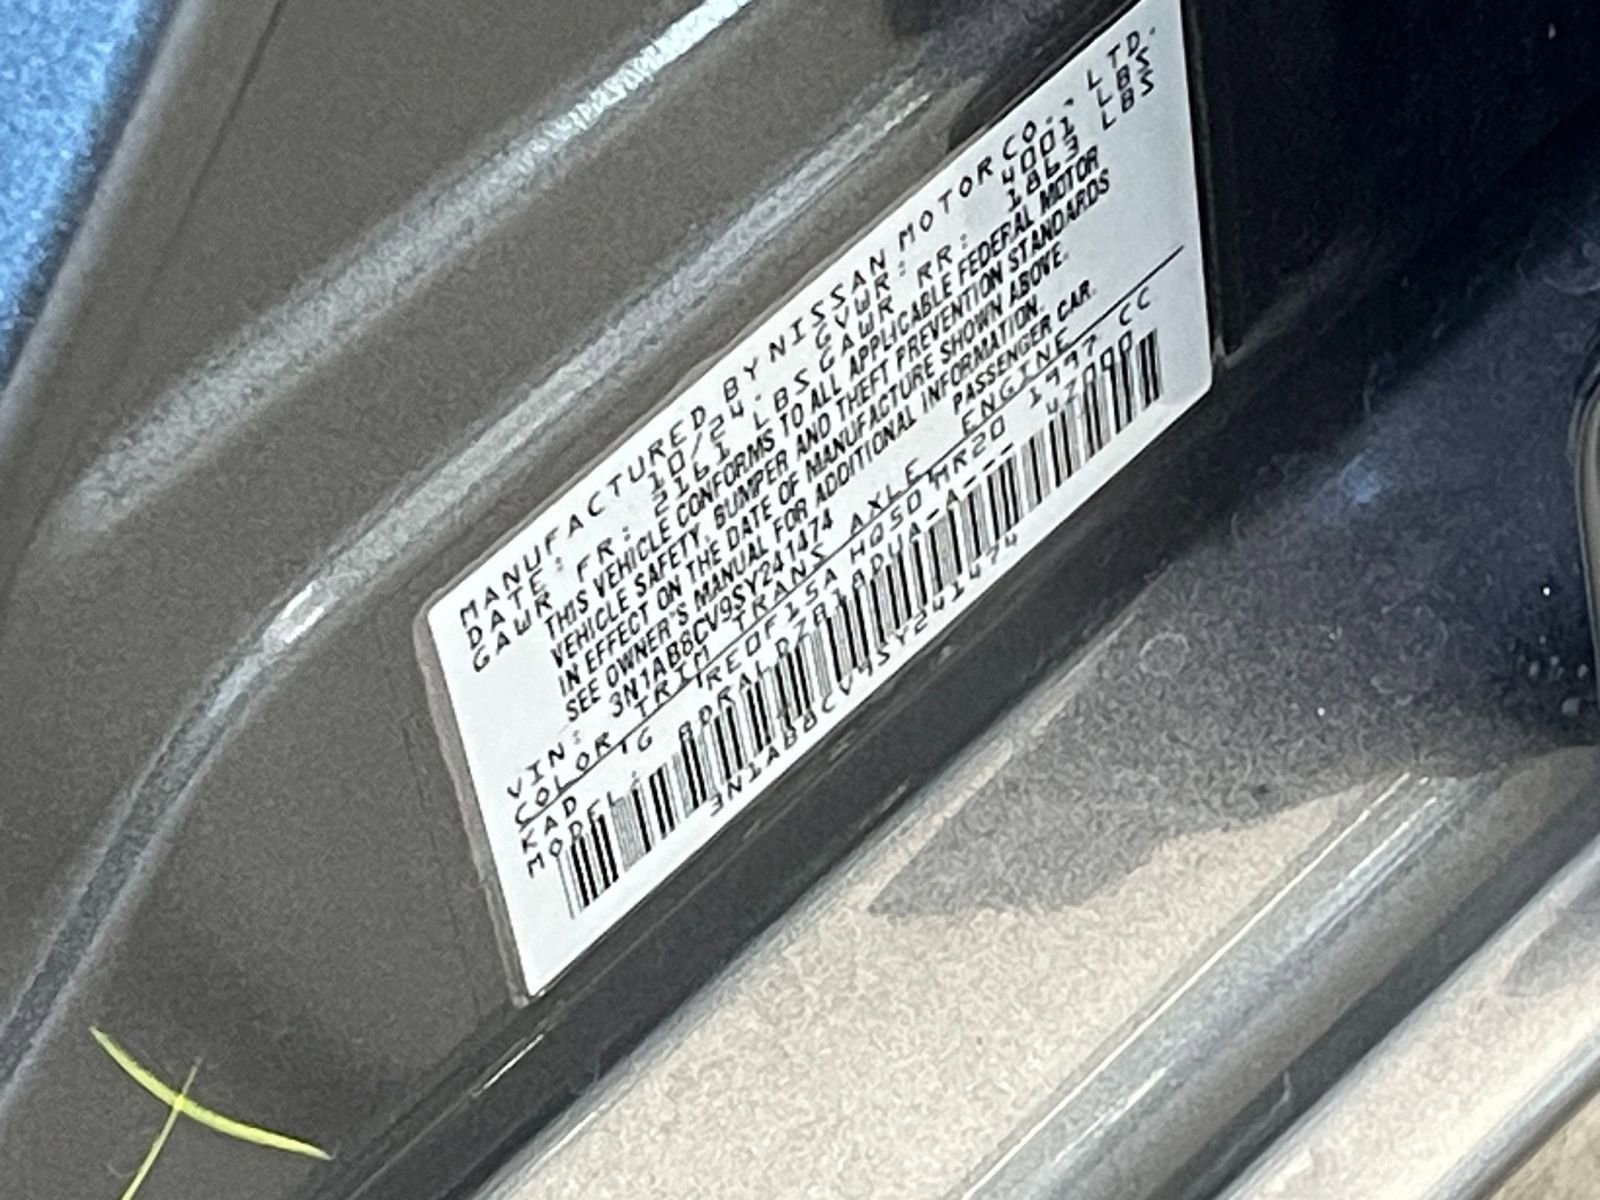 MANUFACTURED BY NISSAN MOTOR CO., LTD.
DATE: 10/24. GVWR: 4001 LBS
GAWR FR: 2161 LBS GAWR RR: 1863 LBS
THIS VEHICLE CONFORMS TO ALL APPLICABLE FEDERAL MOTOR
VEHICLE SAFETY, BUMPER AND THEFT PREVENTION STANDARDS
IN EFFECT ON THE DATE OF MANUFACTURE SHOWN ABOVE.
SEE OWNER'S MANUAL FOR ADDITIONAL INFORMATION.
VIN: 3N1AB8CV9SY241474 PASSENGER CAR.
COLOR TRIM TRANS AXLE ENGINE
KAD G RE0F15A HQ50 MR20 1997 CC
MODEL:
3N1AB8CV9SY241474